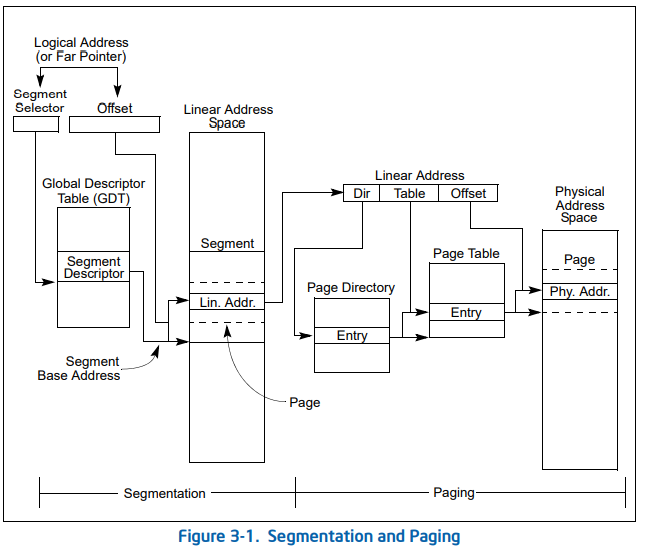 Logical Address
(or Far Pointer)
Segment
Selector
Offset
Linear Address
Space
Global Descriptor
Table (GDT)
Segment
Descriptor
Segment
Lin. Addr.
Segment
Base Address
Page
Linear Address
Dir
Table
Offset
Page Directory
Entry
Page Table
Entry
Physical
Address
Space
Page
Phy. Addr.
Segmentation
Paging
Figure 3-1. Segmentation and Paging